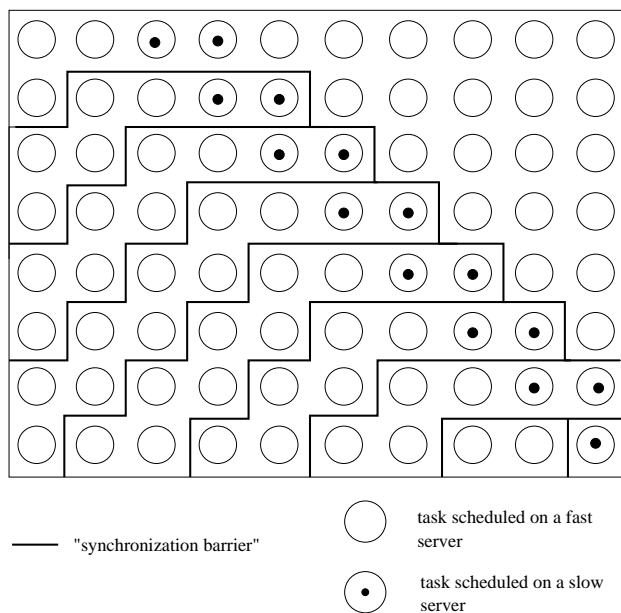 "synchronization barrier"
task scheduled on a fast
server
task scheduled on a slow
server